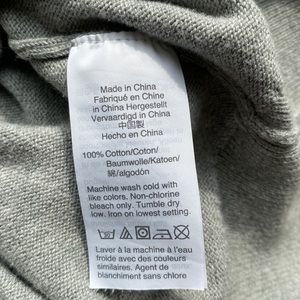 Made in China
Fabriqué en Chine
in China Hergestellt
Vervaardigd in China
中国製
Hecho en China
100% Cotton/Coton/
Baumwolle/Katoen/
綿/algodón
Machine wash cold with
like colors. Non-chlorine
bleach only. Tumble dry
low. Iron on lowest setting.
Laver à la machine à l'eau
froide avec des couleurs
similaires. Agent de
blanchiment sans chlore